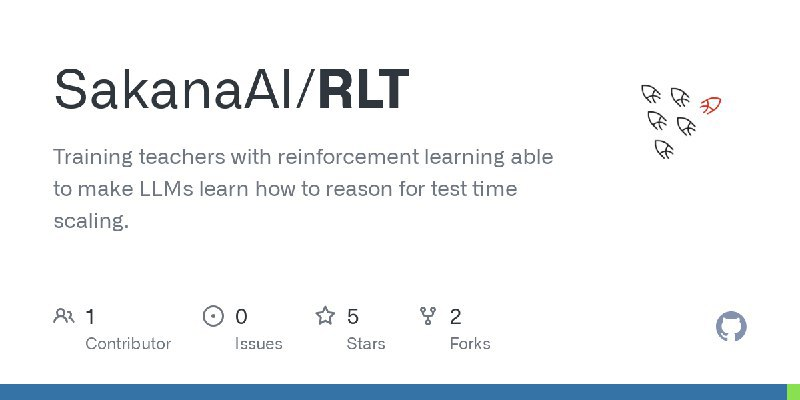 SakanaAI/RLT
Training teachers with reinforcement learning able
to make LLMs learn how to reason for test time
scaling.
1 0 5 2
Contributor Issues Stars Forks